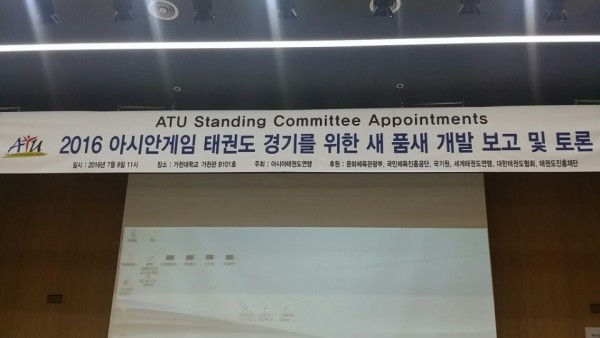 ATU Standing Committee Appointments
ATU
2016 아시안게임 태권도 경기를 위한 새 품새 개발 보고 및 토론
일시 : 2016년 7월 9일 11시 장소 : 가천대학교 가천관 B101호 주최 : 아시아태권도연맹 후원 : 문화체육관광부, 국민체육진흥공단, 국기원, 세계태권도연맹, 대한태권도협회, 태권도진흥재단